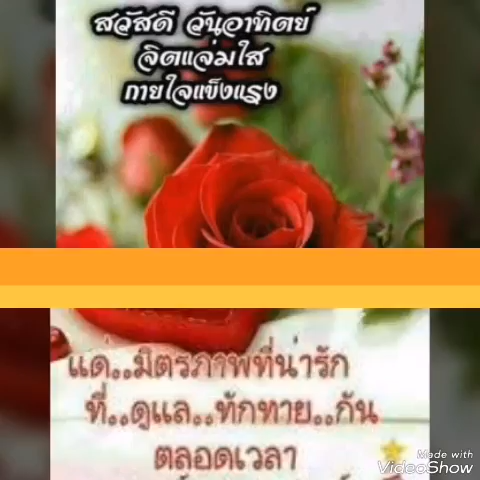 สวัสดี วันอาทิตย์
จิตแจ่มใส
กายใจแข็งแรง
แด่..มิตรภาพที่น่ารัก
ที่..ดูแล..ทักทาย..กัน
ตลอดเวลา
Made with
VideoShow